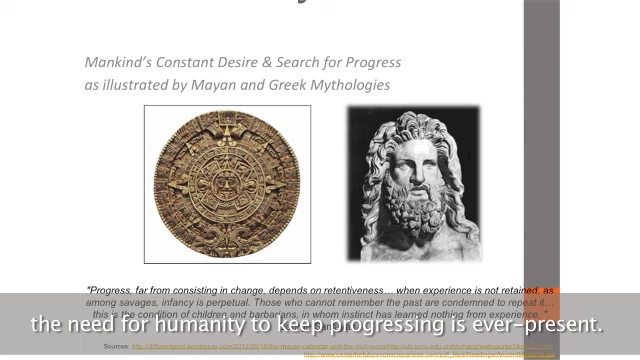 Mankind's Constant Desire & Search for Progress
as illustrated by Mayan and Greek Mythologies
"Progress, far from consisting in change, depends on retentiveness… when experience is not retained, as
among savages, infancy is perpetual. Those who cannot remember the past are condemned to repeat it…
this is the condition of children and barbarians, in whom instinct has learned nothing from experience. "
the need for humanity to keep progressing is ever-present.
Sources: